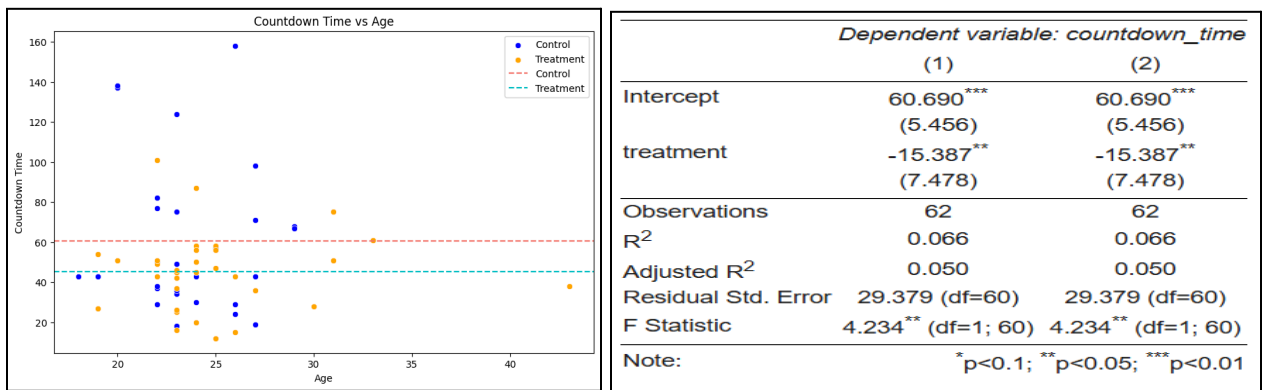 Countdown Time vs Age
Control
Treatment
Control
Treatment
160
140
120
100
80
60
40
20
Countdown Time
20
25
30
35
40
Age
Dependent variable: countdown_time
(1) (2)
Intercept 60.690*** 60.690***
(5.456) (5.456)
treatment -15.387** -15.387**
(7.478) (7.478)
Observations 62 62
R2 0.066 0.066
Adjusted R2 0.050 0.050
Residual Std. Error 29.379 (df=60) 29.379 (df=60)
F Statistic 4.234** (df=1; 60) 4.234** (df=1; 60)
Note: *p<0.1; **p<0.05; ***p<0.01